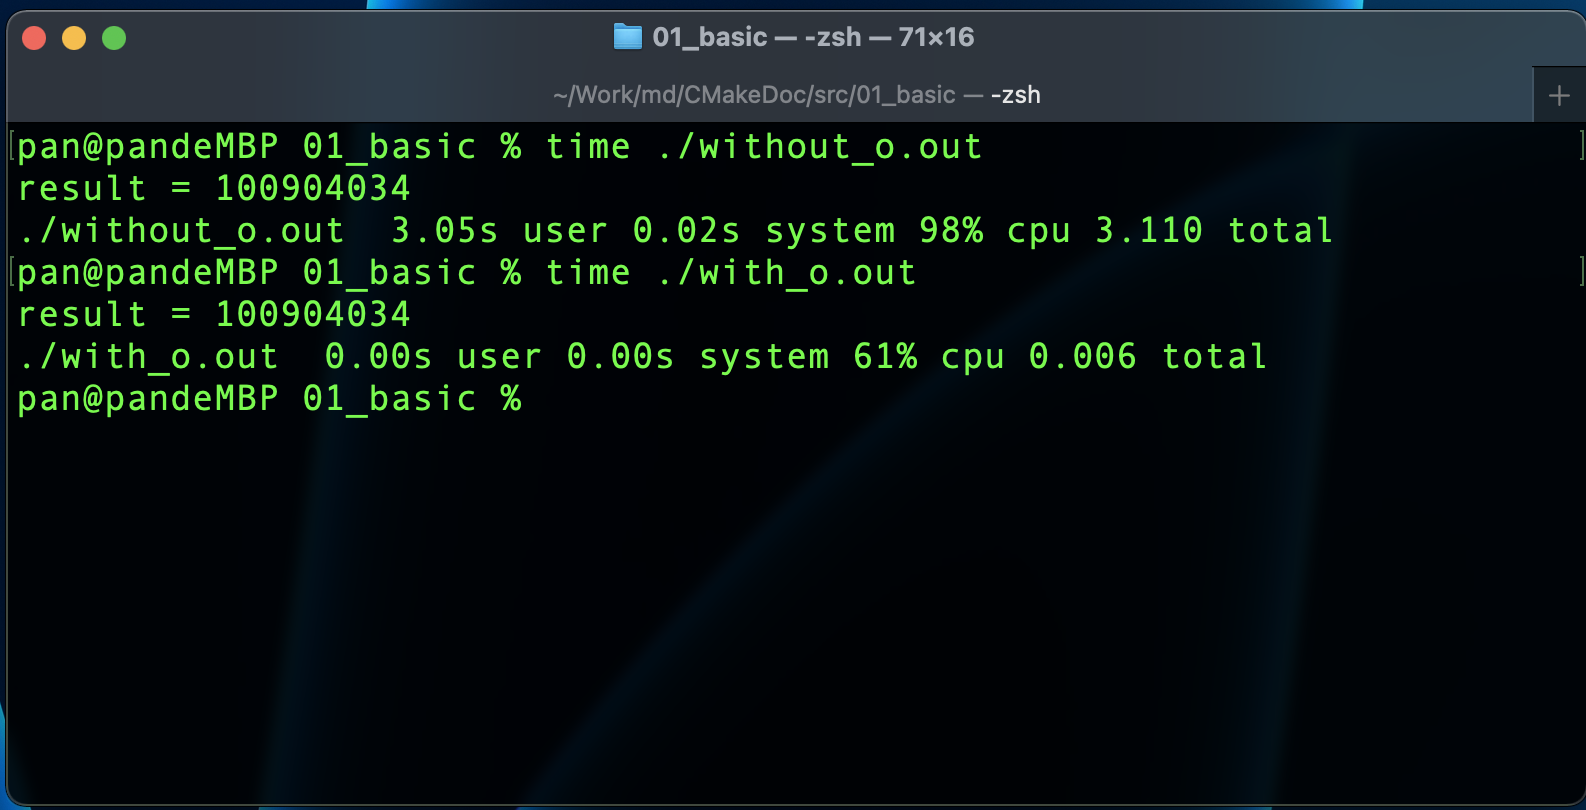 01_basic — -zsh — 71×16
~/Work/md/CMakeDoc/src/01_basic — -zsh
[pan@pandeMBP 01_basic % time ./without_o.out ]
result = 100904034
./without_o.out  3.05s user 0.02s system 98% cpu 3.110 total
[pan@pandeMBP 01_basic % time ./with_o.out ]
result = 100904034
./with_o.out  0.00s user 0.00s system 61% cpu 0.006 total
pan@pandeMBP 01_basic %